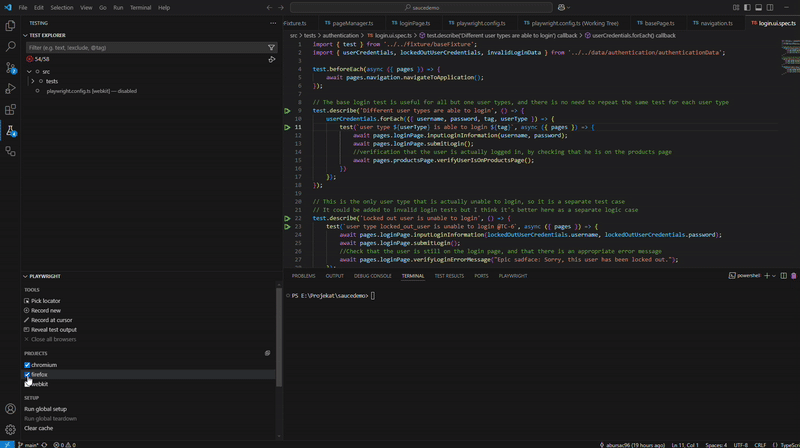 File Edit Selection View Go Run Terminal Help
saucedemo
TESTING
TEST EXPLORER
Filter (e.g. text, !exclude, @tag)
54/58
src
tests
playwright.config.ts [webkit] — disabled
PLAYWRIGHT
TOOLS
Pick locator
Record new
Record at cursor
Reveal test output
Close all browsers
PROJECTS
chromium
firefox
webkit
SETUP
Run global setup
Run global teardown
Clear cache
Fixture.ts pageManager.ts loginPage.ts playwright.config.ts playwright.config.ts (Working Tree) basePage.ts navigation.ts login.ui.spec.ts
src > tests > authentication > login.ui.spec.ts > test.describe('Different user types are able to login') callback > userCredentials.forEach() callback
1 import { test } from '../../fixture/baseFixture';
2 import { userCredentials, lockedOutUserCredentials, invalidLoginData } from '../../data/authentication/authenticationData';
3
4 test.beforeEach(async ({ pages }) => {
5 await pages.navigation.navigateToApplication();
6 });
7
8 // The base login test is useful for all but one user types, and there is no need to repeat the same test for each user type
9 test.describe('Different user types are able to login', () => {
10 userCredentials.forEach(({ username, password, tag, userType }) => {
11 test(`user type ${userType} is able to login ${tag}`, async ({ pages }) => {
12 await pages.loginPage.inputLoginInformation(username, password);
13 await pages.loginPage.submitLogin();
14 //verification that the user is actually logged in, by checking that he is on the products page
15 await pages.productsPage.verifyUserIsOnProductsPage();
16 })
17 });
18 });
19
20 // This is the only user type that is actually unable to login, so it is a separate test case
21 // It could be added to invalid login tests but I think it's better here as a separate logic case
22 test.describe('Locked out user is unable to login', () => {
23 test(`user type locked_out_user is unable to login @TC-6`, async ({ pages }) => {
24 await pages.loginPage.inputLoginInformation(lockedOutUserCredentials.username, lockedOutUserCredentials.password);
25 await pages.loginPage.submitLogin();
26 //Check that the user is still on the login page, and that there is an appropriate error message
27 await pages.loginPage.verifyLoginErrorMessage("Epic sadface: Sorry, this user has been locked out.");
PROBLEMS OUTPUT DEBUG CONSOLE TERMINAL TEST RESULTS PORTS PLAYWRIGHT
powershell
PS E:\Projekat\saucedemo>
main* 0 0 abursac96 (19 hours ago) Ln 11, Col 1 Spaces: 4 UTF-8 CRLF TypeScri